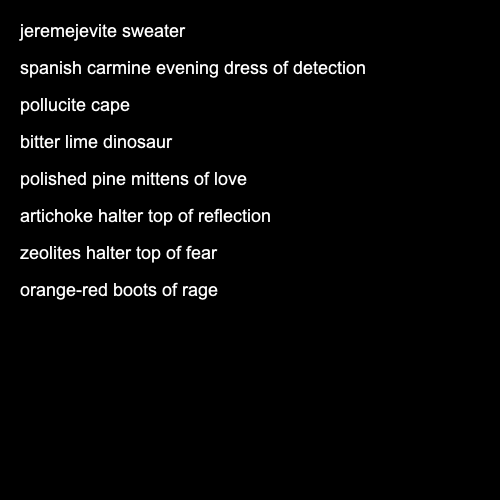 jeremejevite sweater
spanish carmine evening dress of detection
pollucite cape
bitter lime dinosaur
polished pine mittens of love
artichoke halter top of reflection
zeolites halter top of fear
orange-red boots of rage